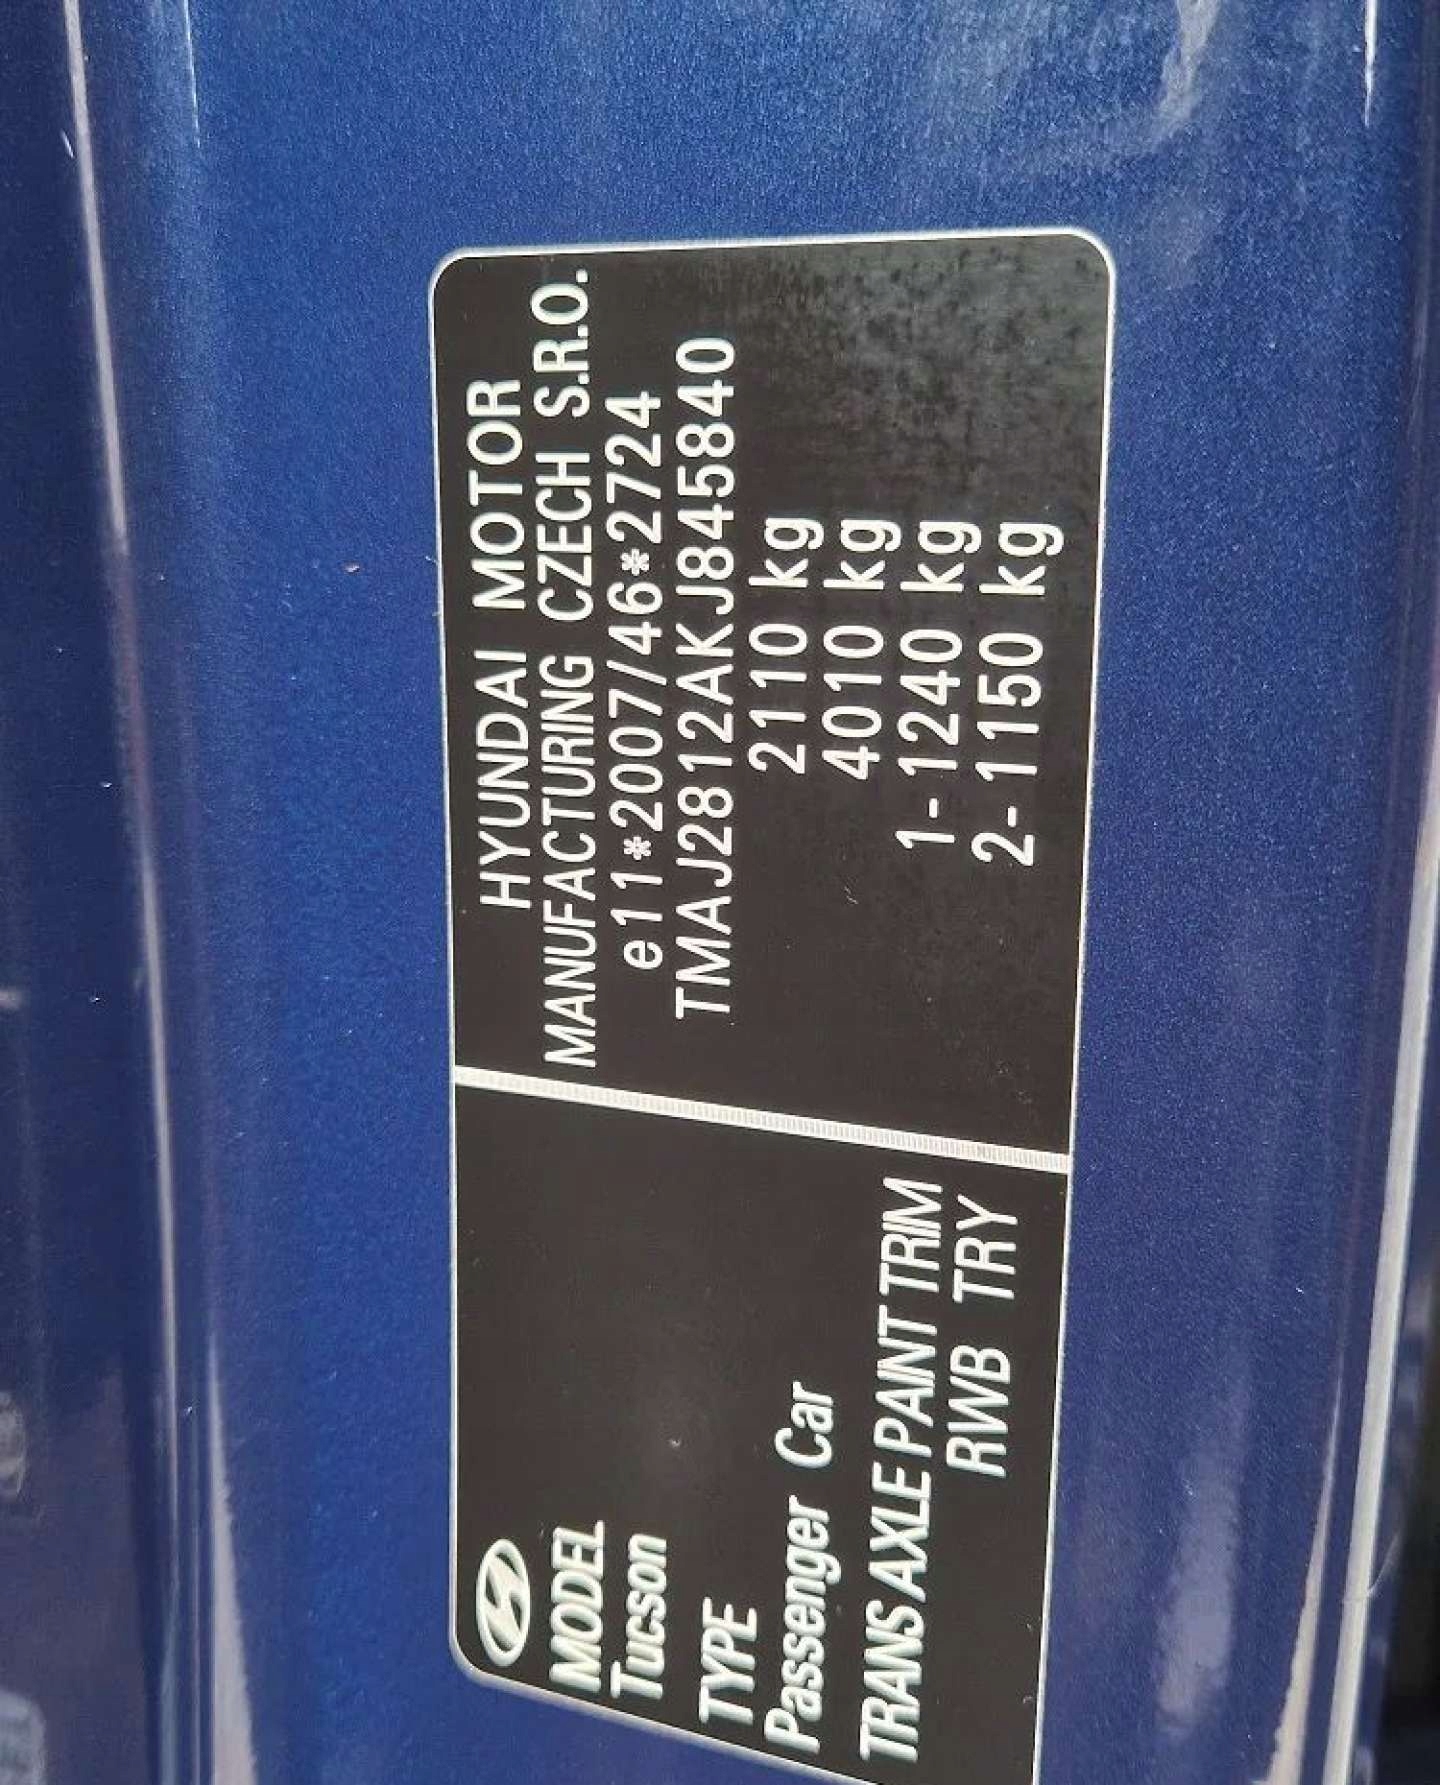 HYUNDAI MOTOR
MANUFACTURING CZECH S.R.O.
e11*2007/46*2724
TMAJ2812AKJ845840
2110 kg
4010 kg
1-1240 kg
2-1150 kg
MODEL
Tucson
TYPE
Passenger Car
TRANS AXLE PAINT TRIM
RWB TRY